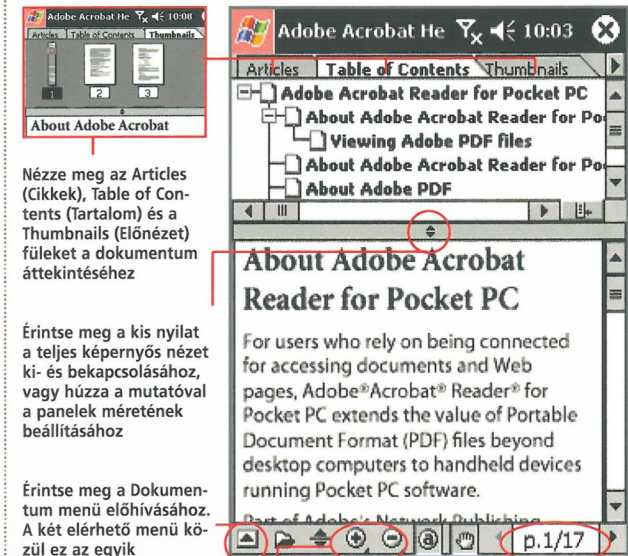 Adobe Acrobat He 10:08
Articles Table of Contents Thumbnails
1 2 3
About Adobe Acrobat
Nézze meg az Articles
(Cikkek), Table of Con-
tents (Tartalom) és a
Thumbnails (Előnézet)
füleket a dokumentum
áttekintéséhez
Érintse meg a kis nyilat
a teljes képernyős nézet
ki- és bekapcsolásához,
vagy húzza a mutatóval
a panelek méretének
beállításához
Érintse meg a Dokumen-
tum menü előhívásához.
A két elérhető menü kö-
zül ez az egyik
Adobe Acrobat He 10:03
Articles Table of Contents Thumbnails
Adobe Acrobat Reader for Pocket PC
About Adobe Acrobat Reader for Po
Viewing Adobe PDF files
About Adobe Acrobat Reader for Po
About Adobe PDF
About Adobe Acrobat
Reader for Pocket PC
For users who rely on being connected
for accessing documents and Web
pages, Adobe®Acrobat® Reader® for
Pocket PC extends the value of Portable
Document Format (PDF) files beyond
desktop computers to handheld devices
running Pocket PC software.
Part of Adobe's Network Publishing
p.1/17